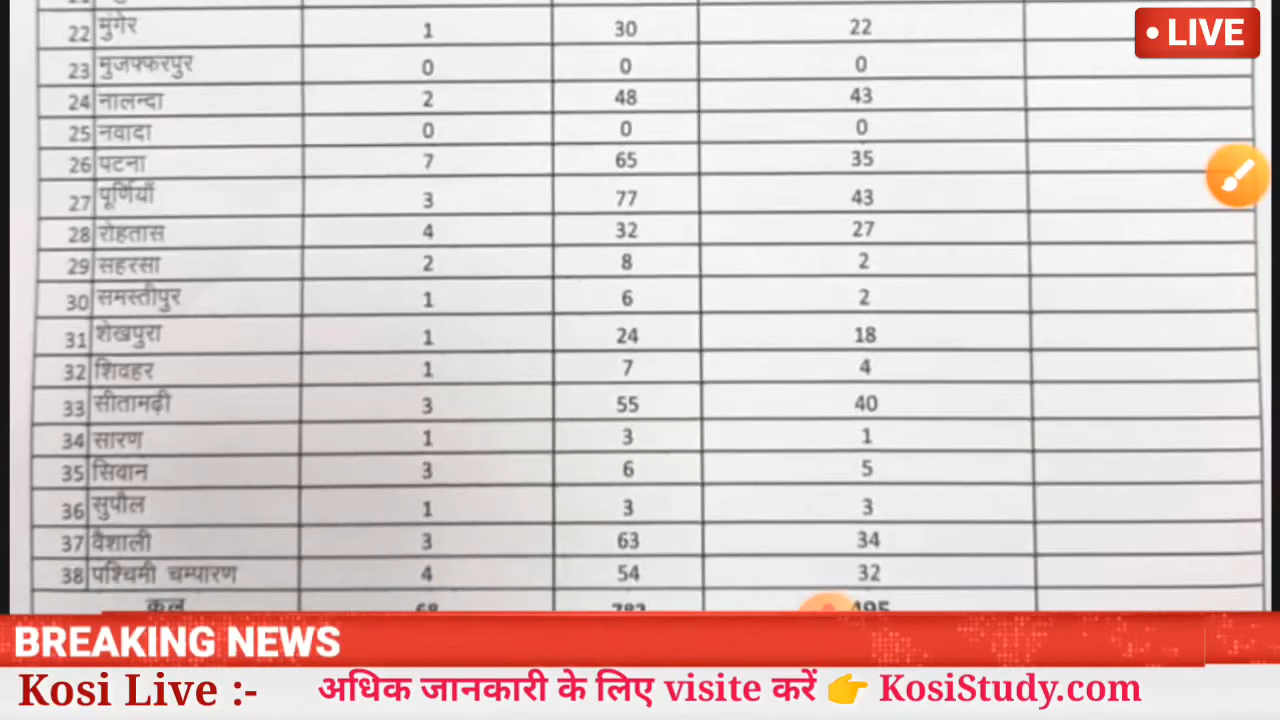 LIVE
22 मुंगेर 1 30 22
23 मुजफ्फरपुर 0 0 0
24 नालन्दा 2 48 43
25 नवादा 0 0 0
26 पटना 7 65 35
27 पूर्णियाँ 3 77 43
28 रोहतास 4 32 27
29 सहरसा 2 8 2
30 समस्तीपुर 1 6 2
31 शेखपुरा 1 24 18
32 शिवहर 1 7 4
33 सीतामढ़ी 3 55 40
34 सारण 1 3 1
35 सिवान 3 6 5
36 सुपौल 1 3 3
37 वैशाली 3 63 34
38 पश्चिमी चम्पारण 4 54 32
कुल 68
BREAKING NEWS
Kosi Live :- अधिक जानकारी के लिए visite करें 👉 KosiStudy.com